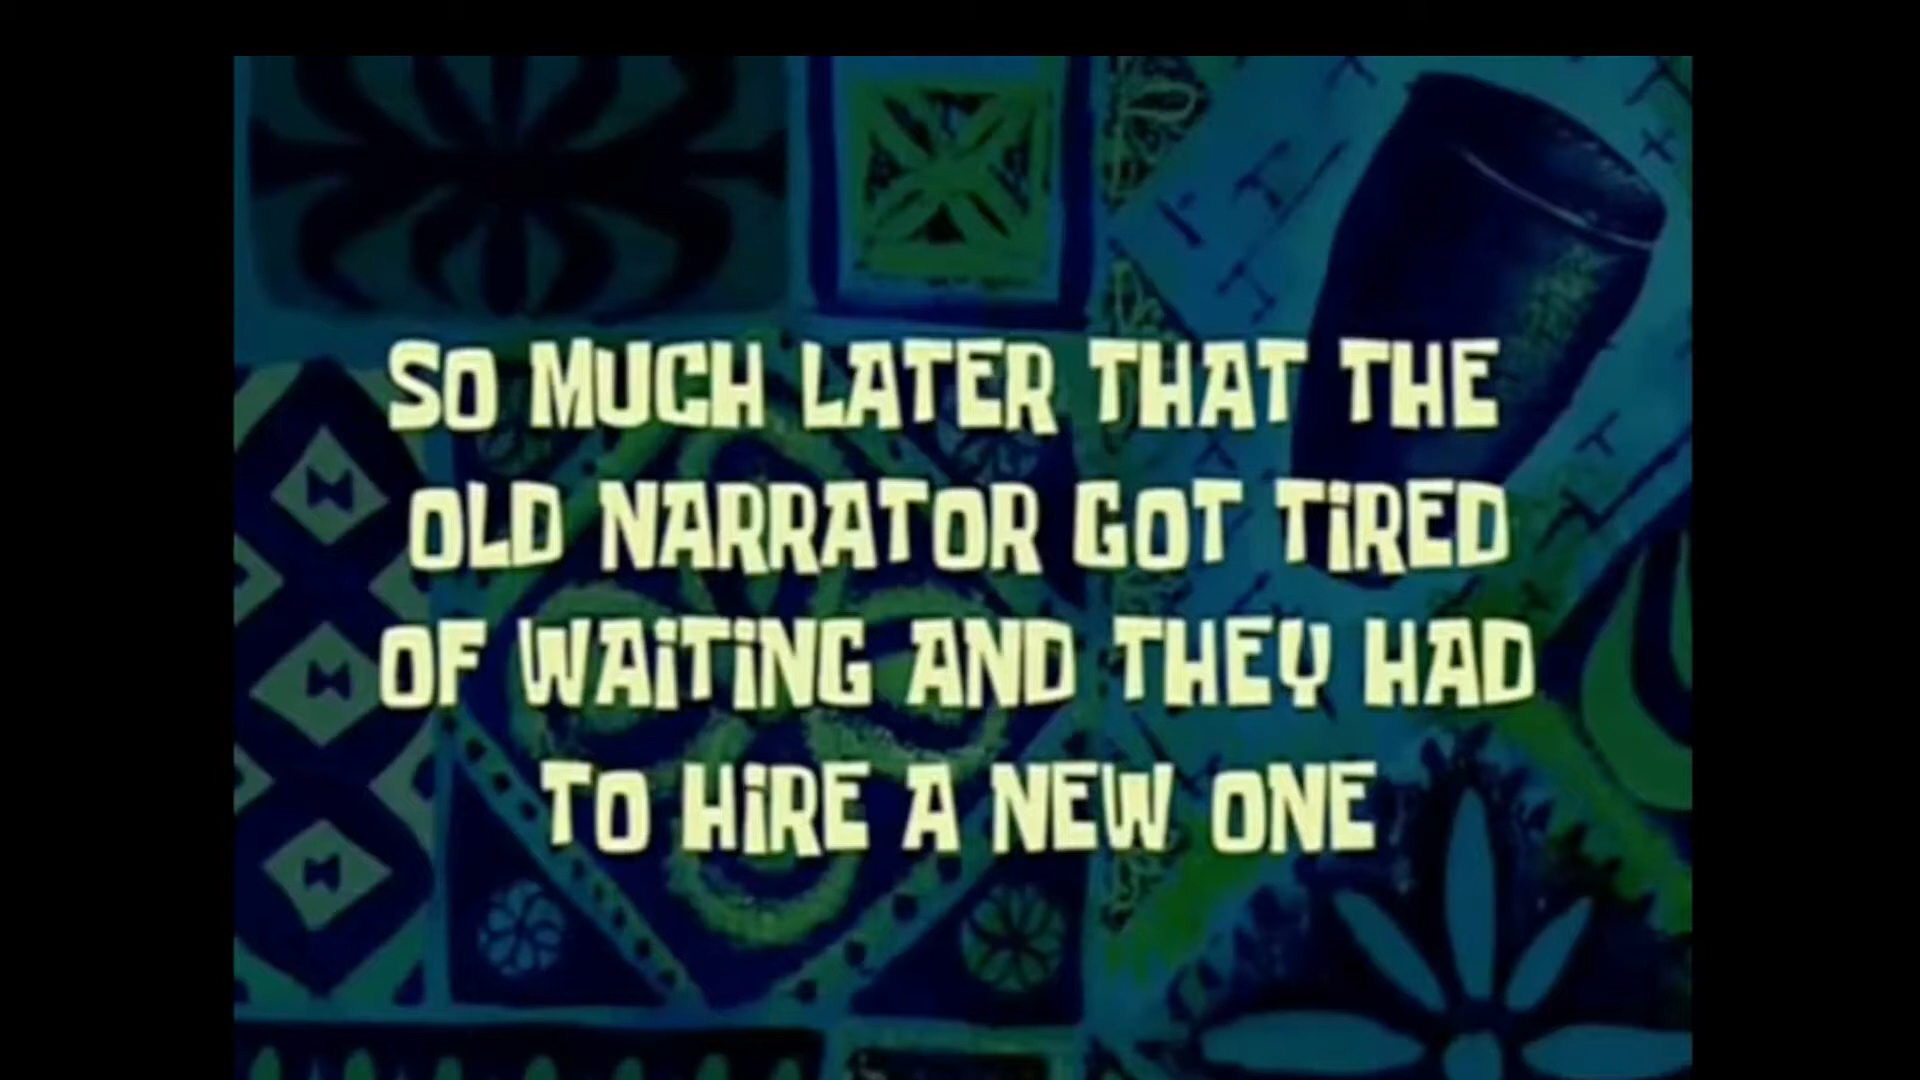 SO MUCH LATER THAT THE
OLD NARRATOR GOT TiRED
OF WAiTiNG AND THEY HAD
TO HiRE A NEW ONE